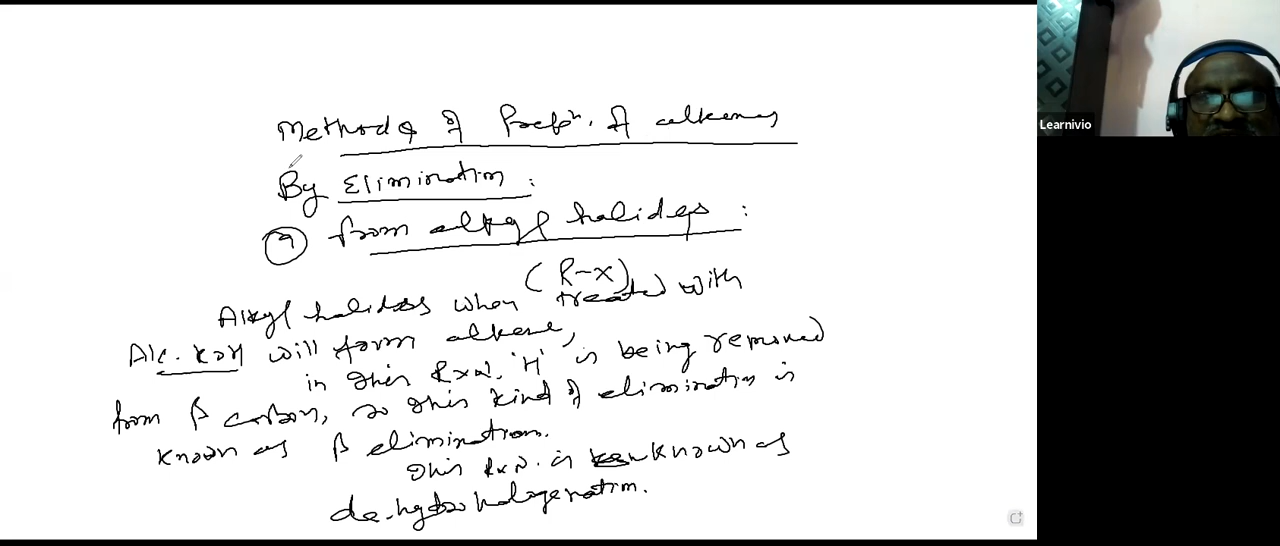 Methods of Prepn. of alkenes
By Elimination :
a from alkyl halides :
(R-X)
Alkyl halides when treated with
Alc. KOH will form alkene,
in this RXN. 'H' is being removed
from β carbon, so this kind of elimination is
known as β elimination.
This RXN. is known as
de-hydro halogenation.
Learnivio